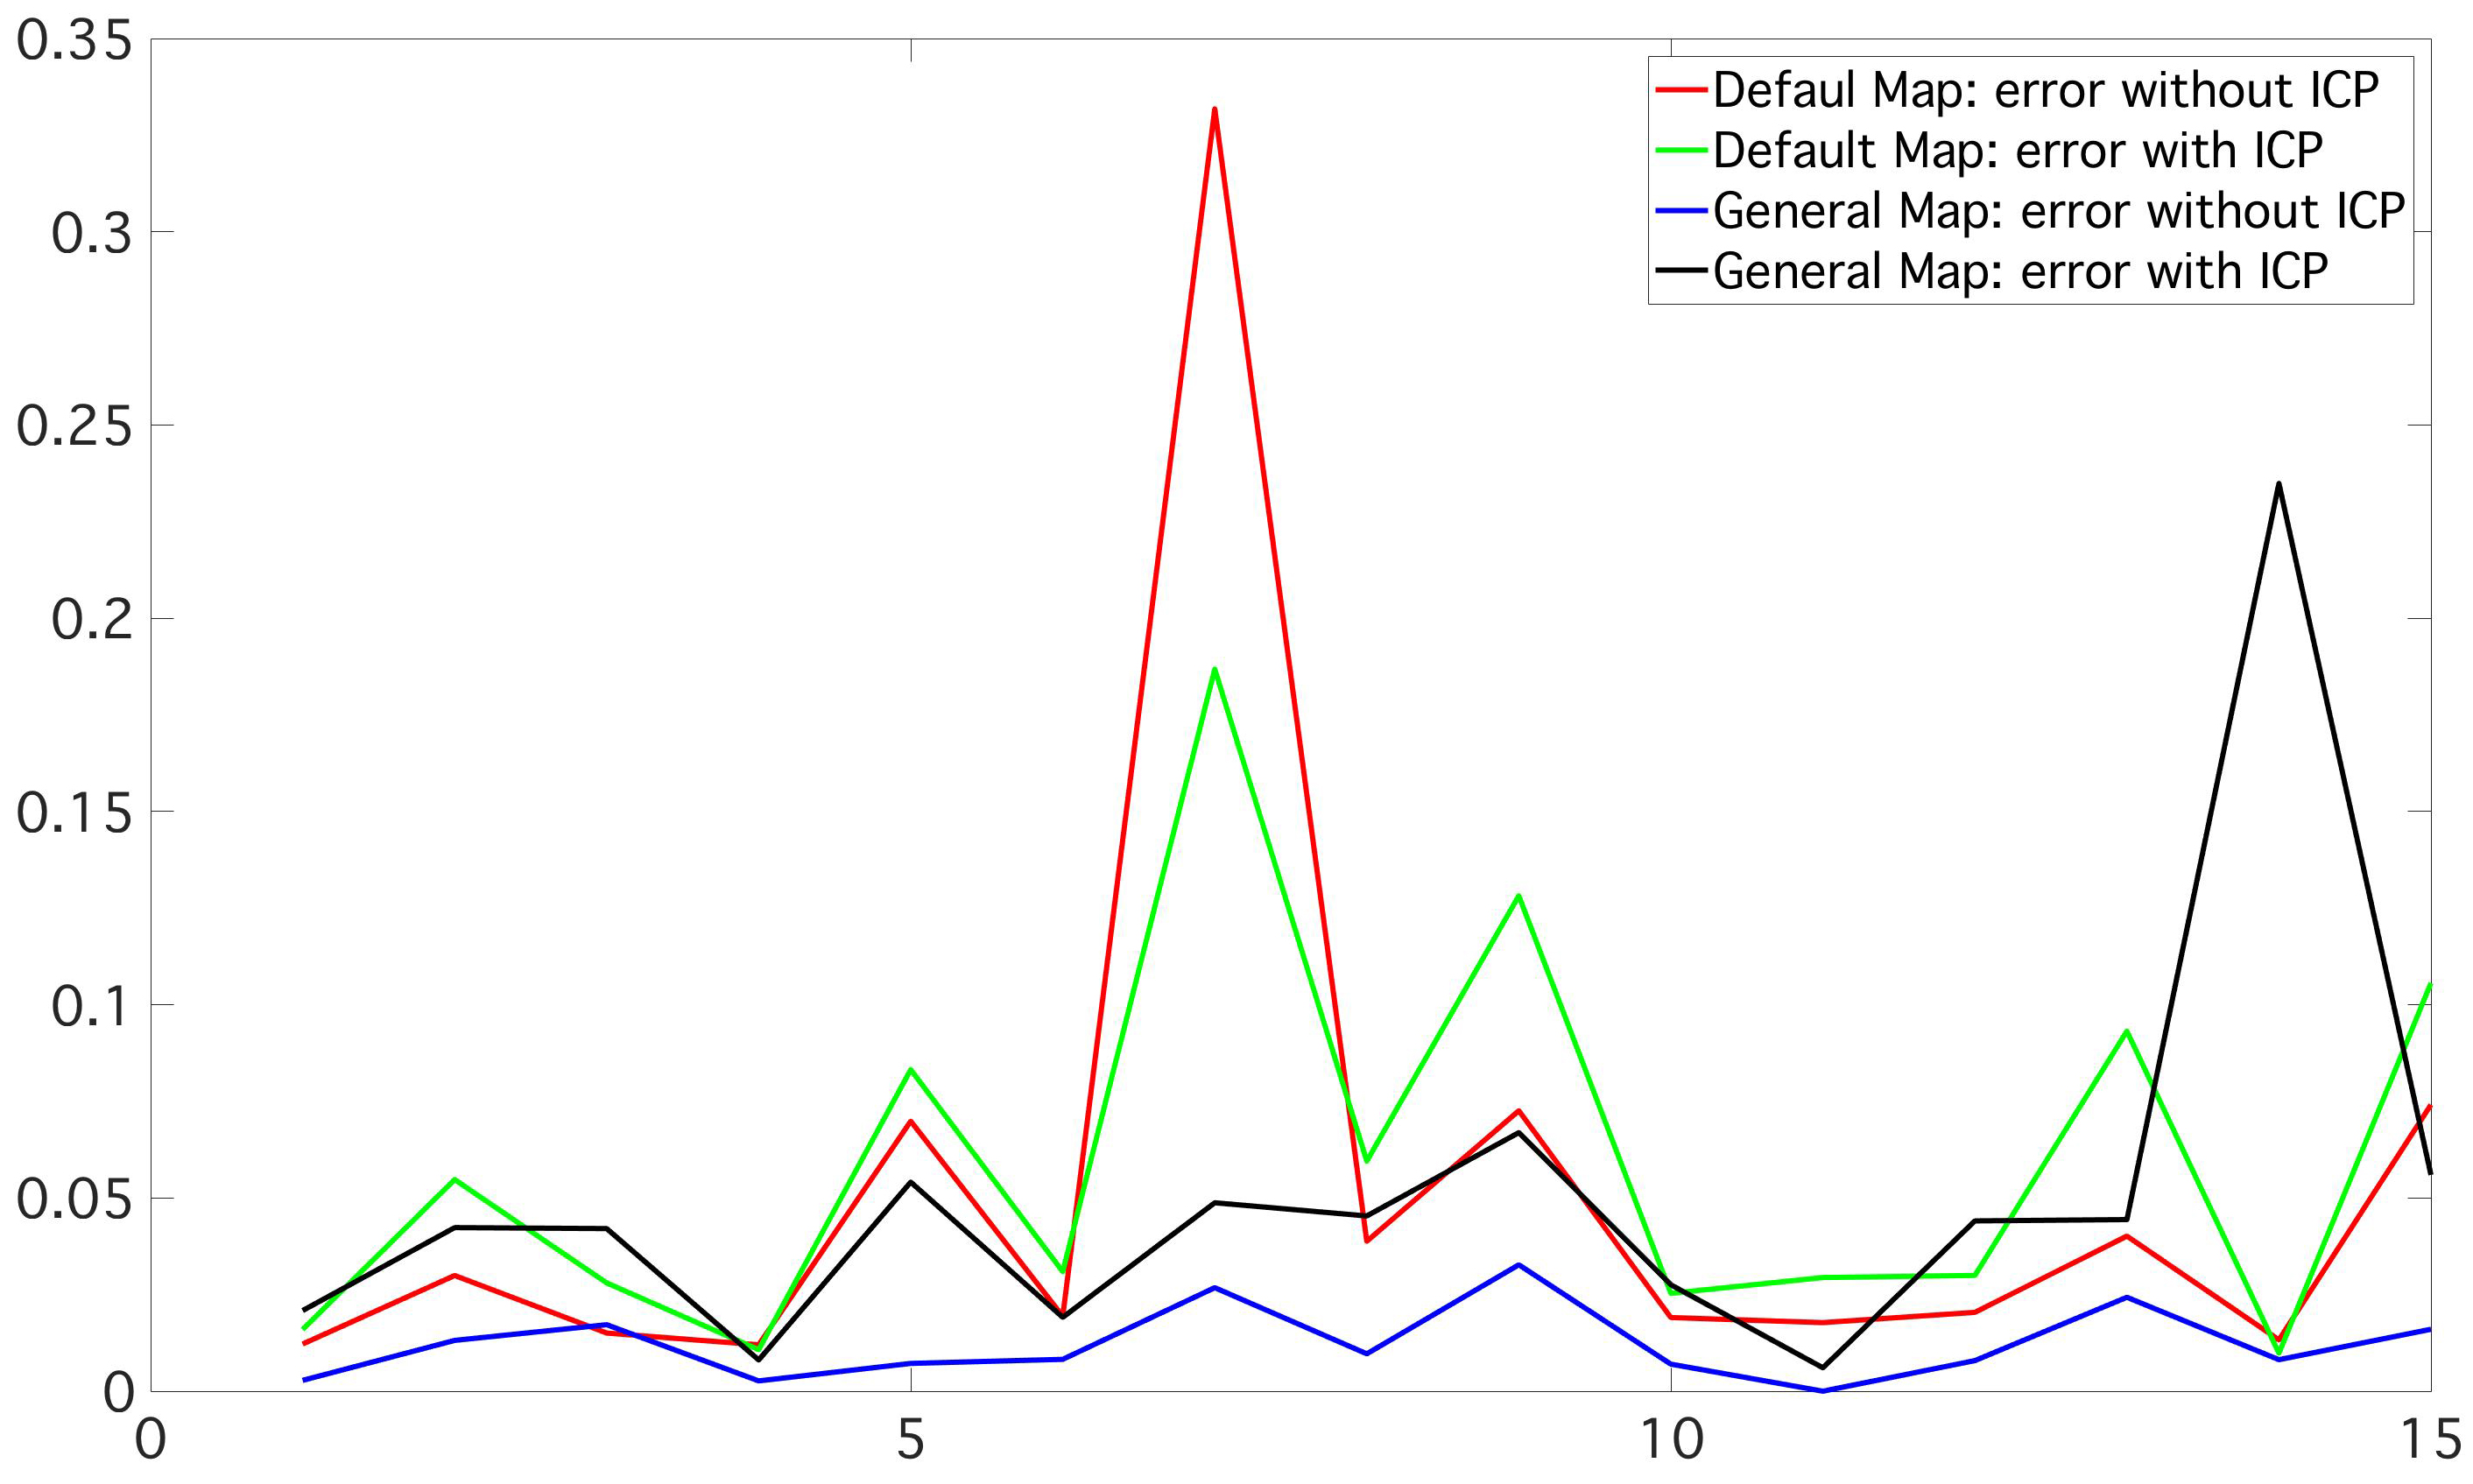 0.35
0.3
0.25
0.2
0.15
0.1
0.05
0
0 5 10 15
Defaul Map: error without ICP
Default Map: error with ICP
General Map: error without ICP
General Map: error with ICP